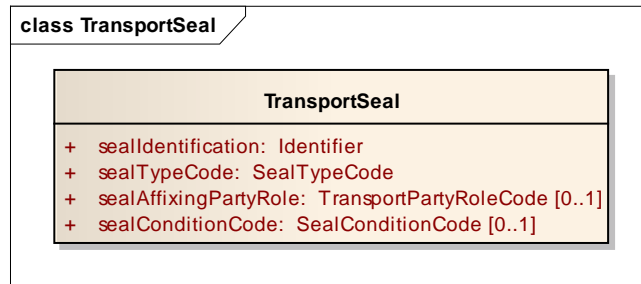 class TransportSeal
TransportSeal
+ sealIdentification: Identifier
+ sealTypeCode: SealTypeCode
+ sealAffixingPartyRole: TransportPartyRoleCode [0..1]
+ sealConditionCode: SealConditionCode [0..1]